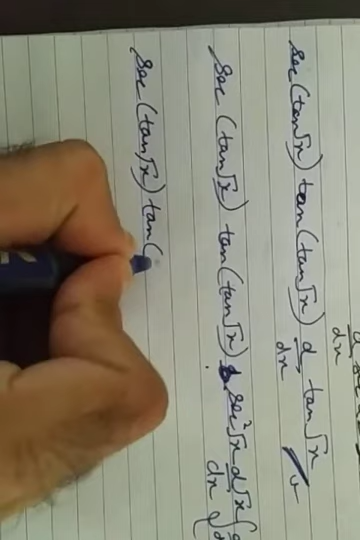 sec(tan√x) tan(tan√x) d/dx tan√x
sec(tan√x) tan(tan√x) sec²√x d√x/dx
sec(tan√x) tan(